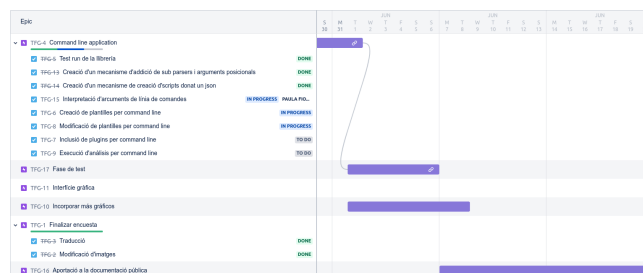 Epic
JUN JUN JUN
S M T W T F S S M T W T F S S M T W T F S
30 31 1 2 3 4 5 6 7 8 9 10 11 12 13 14 15 16 17 18 19
TFG-4 Command line application
TFG-5 Test run de la llibreria DONE
TFG-13 Creació d'un mecanisme d'addició de sub parsers i arguments posicionals DONE
TFG-14 Creació d'un mecanisme de creació d'scripts donat un json DONE
TFG-15 Interpretació d'arcuments de línia de comandes IN PROGRESS PAULA FIG...
TFG-6 Creació de plantilles per command line IN PROGRESS
TFG-8 Modificació de plantilles per command line IN PROGRESS
TFG-7 Inclusió de plugins per command line TO DO
TFG-9 Execució d'anàlisis per command line TO DO
TFG-17 Fase de test
TFG-11 Interfície gràfica
TFG-10 Incorporar más gráficos
TFG-1 Finalizar encuesta
TFG-3 Traducció DONE
TFG-2 Modificació d'imatges DONE
TFG-16 Aportació a la documentació pública